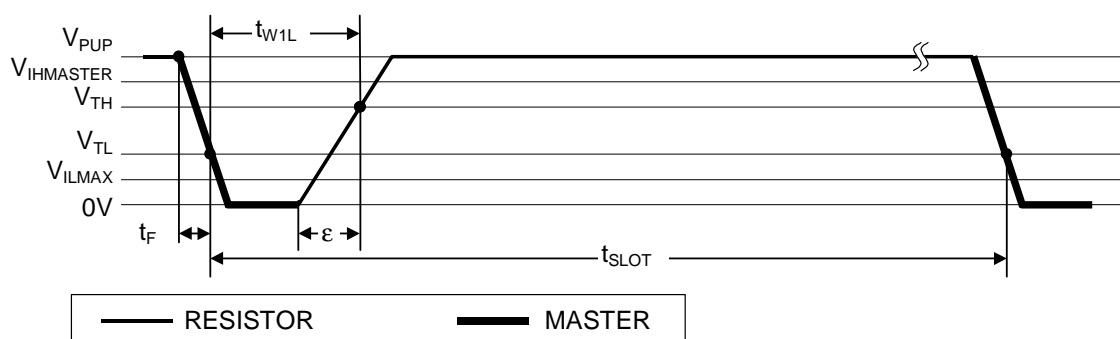 t_W1L
V_PUP
V_IHMASTER
V_TH
V_TL
V_ILMAX
0V
t_F
ε
t_SLOT
RESISTOR MASTER